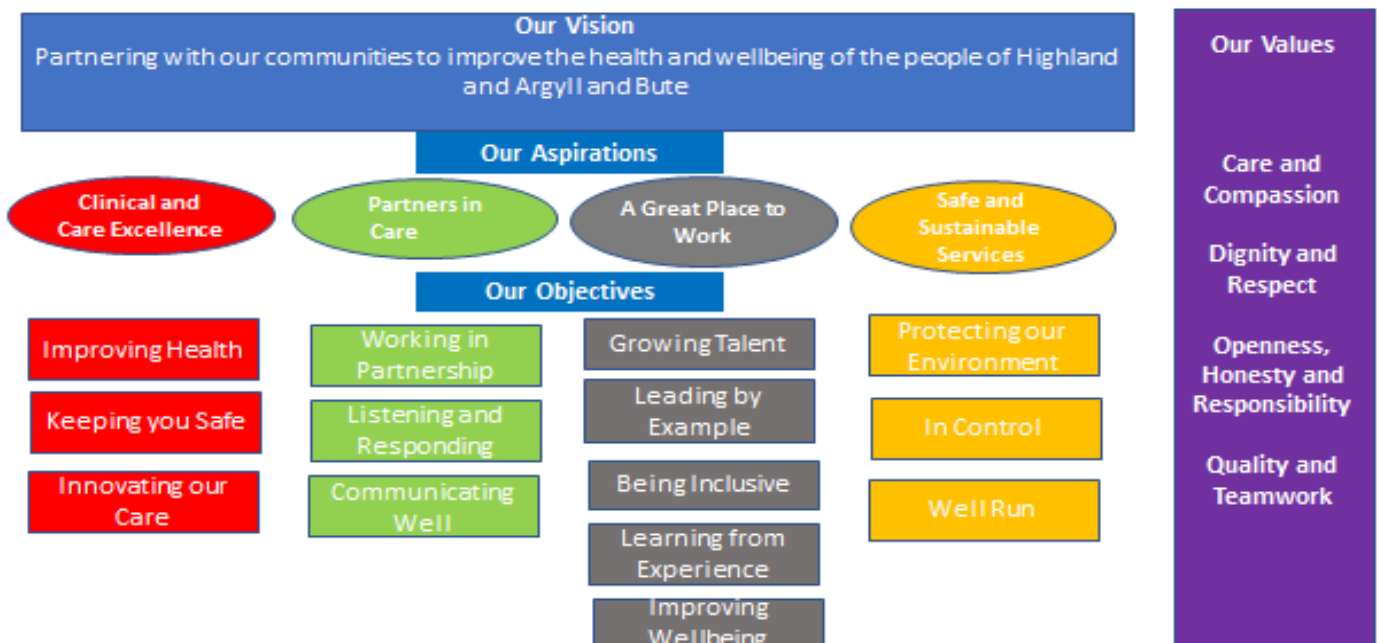 Our Vision
Partnering with our communities to improve the health and wellbeing of the people of Highland
and Argyll and Bute
Our Aspirations
Clinical and
Care Excellence
Partners in
Care
A Great Place to
Work
Safe and
Sustainable
Services
Our Objectives
Improving Health
Keeping you Safe
Innovating our
Care
Working in
Partnership
Listening and
Responding
Communicating
Well
Growing Talent
Leading by
Example
Being Inclusive
Learning from
Experience
Improving
Wellbeing
Protecting our
Environment
In Control
Well Run
Our Values
Care and
Compassion
Dignity and
Respect
Openness,
Honesty and
Responsibility
Quality and
Teamwork